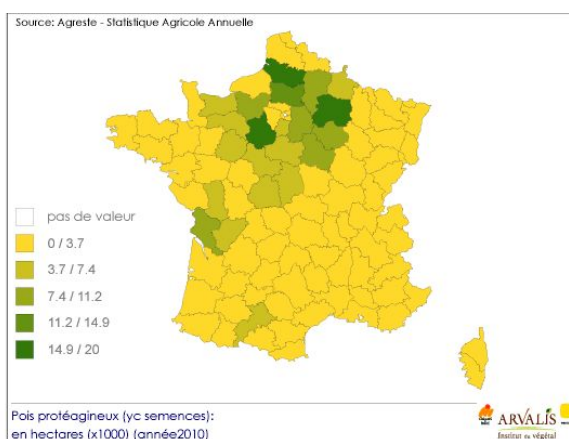 Source: Agreste - Statistique Agricole Annuelle
pas de valeur
0 / 3.7
3.7 / 7.4
7.4 / 11.2
11.2 / 14.9
14.9 / 20
Pois protéagineux (yc semences):
en hectares (x1000) (année2010)
ARVALIS
Institut du végétal